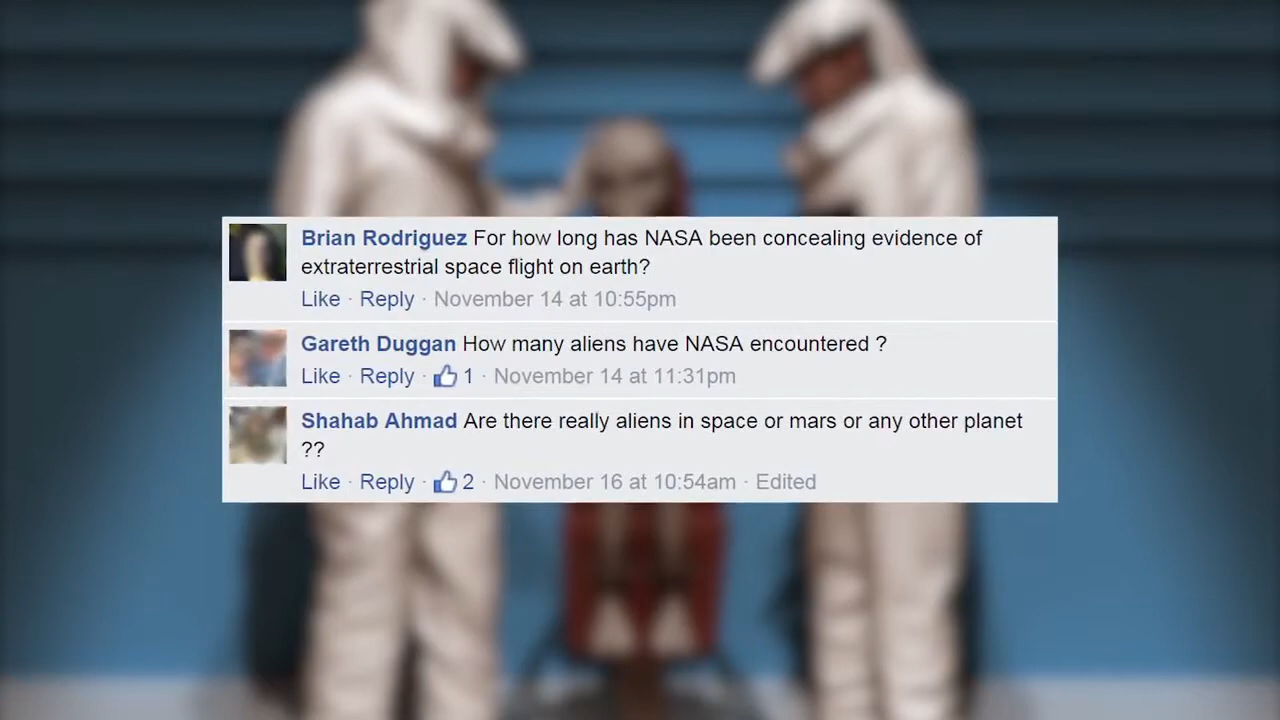 Brian Rodriguez For how long has NASA been concealing evidence of
extraterrestrial space flight on earth?
Like · Reply · November 14 at 10:55pm
Gareth Duggan How many aliens have NASA encountered ?
Like · Reply · 1 · November 14 at 11:31pm
Shahab Ahmad Are there really aliens in space or mars or any other planet
??
Like · Reply · 2 · November 16 at 10:54am · Edited